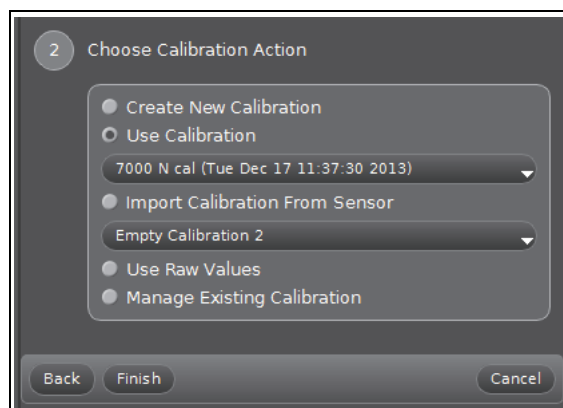 2 Choose Calibration Action
Create New Calibration
Use Calibration
7000 N cal (Tue Dec 17 11:37:30 2013)
Import Calibration From Sensor
Empty Calibration 2
Use Raw Values
Manage Existing Calibration
Back Finish Cancel